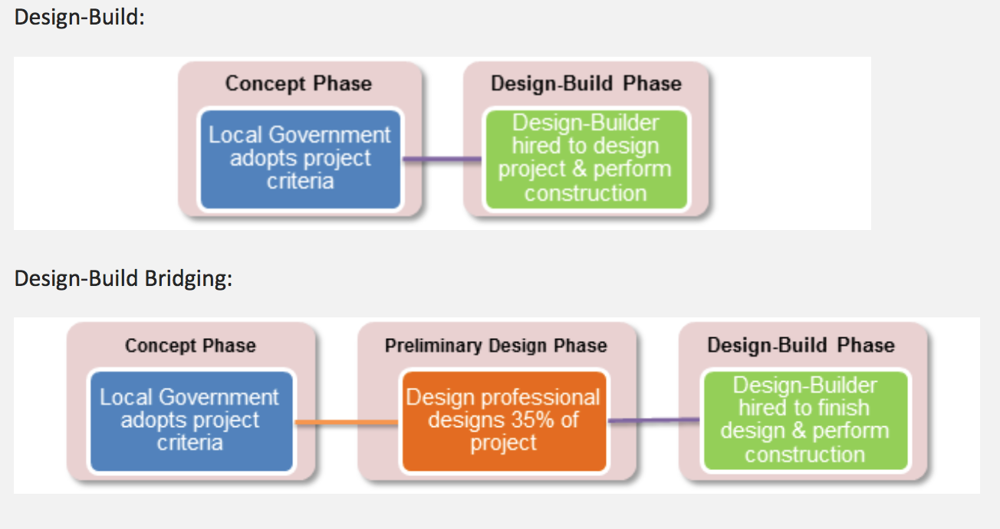 Design-Build:
Concept Phase
Local Government
adopts project
criteria
Design-Build Phase
Design-Builder
hired to design
project & perform
construction
Design-Build Bridging:
Concept Phase
Local Government
adopts project
criteria
Preliminary Design Phase
Design professional
designs 35% of
project
Design-Build Phase
Design-Builder
hired to finish
design & perform
construction